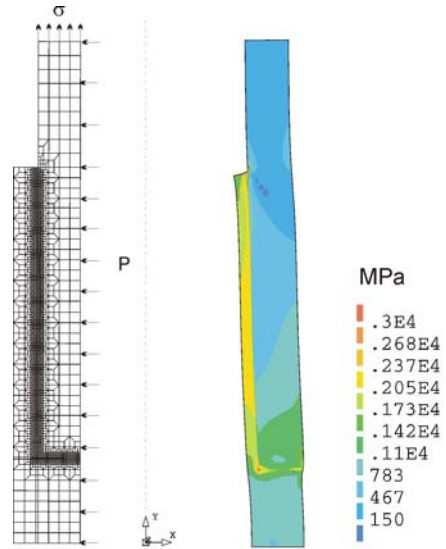 σ
P
Y
X
MPa
.3E4
.268E4
.237E4
.205E4
.173E4
.142E4
.11E4
783
467
150